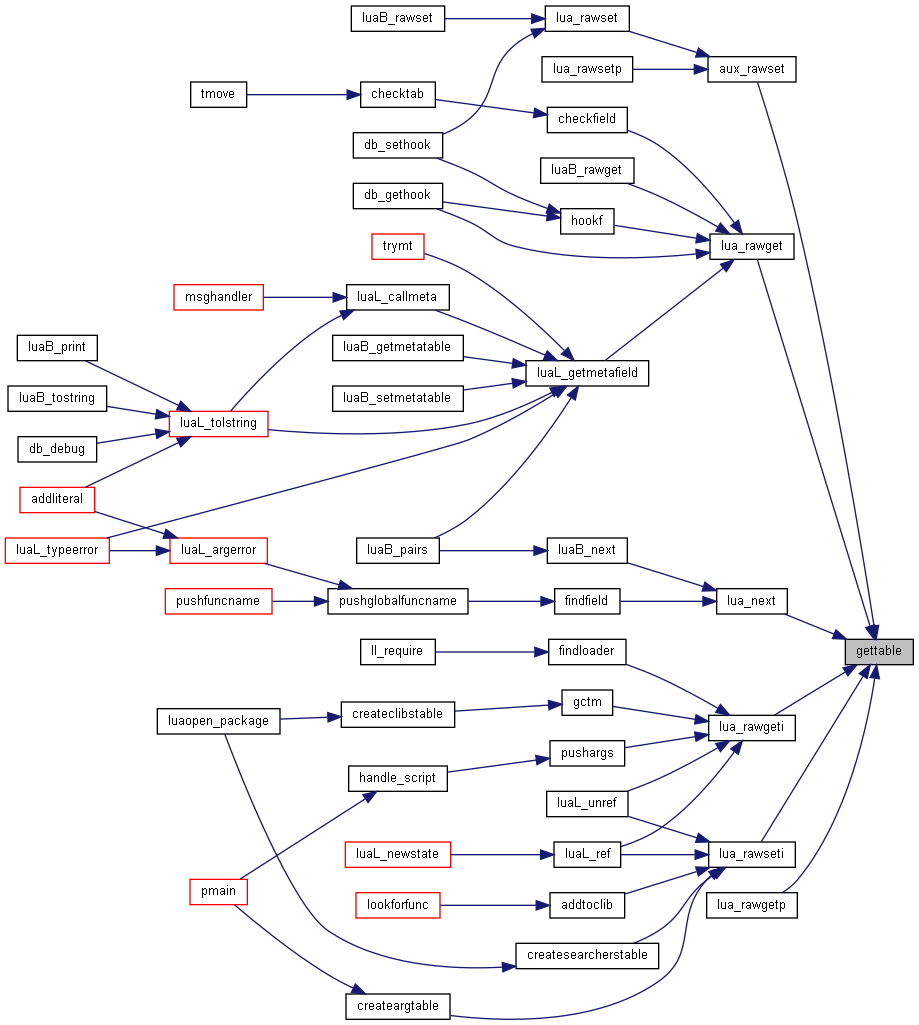 luaB_rawset
lua_rawset
lua_rawsetp
aux_rawset
tmove
checktab
checkfield
db_sethook
luaB_rawget
db_gethook
hookf
trymt
lua_rawget
msghandler
luaL_callmeta
luaB_print
luaB_getmetatable
luaL_getmetafield
luaB_tostring
luaB_setmetatable
luaL_tolstring
db_debug
addliteral
luaL_typeerror
luaL_argerror
luaB_pairs
luaB_next
pushfuncname
pushglobalfuncname
findfield
lua_next
ll_require
findloader
gettable
luaopen_package
createclibstable
gctm
lua_rawgeti
pushargs
handle_script
luaL_unref
luaL_newstate
luaL_ref
lua_rawseti
pmain
lookforfunc
addtoclib
lua_rawgetp
createsearcherstable
createargtable